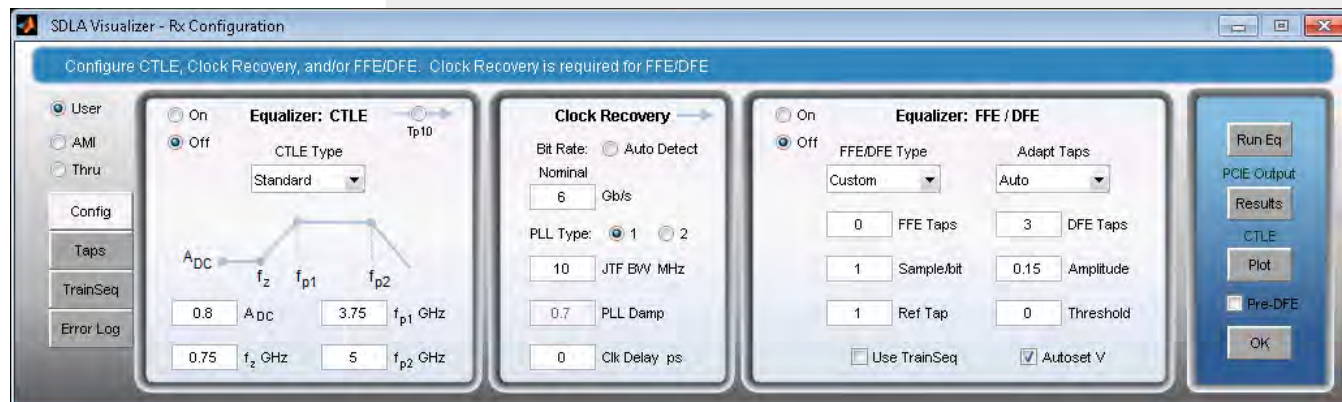 SDLA Visualizer - Rx Configuration
Configure CTLE, Clock Recovery, and/or FFE/DFE. Clock Recovery is required for FFE/DFE
User
AMI
Thru
Config
Taps
TrainSeq
Error Log
On
Off
Equalizer: CTLE
Tp10
CTLE Type
Standard
ADC
fz
fp1
fp2
0.8 ADC 3.75 fp1 GHz
0.75 fz GHz 5 fp2 GHz
Clock Recovery
Bit Rate: Auto Detect
Nominal
6 Gb/s
PLL Type: 1 2
10 JTF BW MHz
0.7 PLL Damp
0 Clk Delay ps
On
Off
Equalizer: FFE / DFE
FFE/DFE Type Adapt Taps
Custom Auto
0 FFE Taps 3 DFE Taps
1 Sample/bit 0.15 Amplitude
1 Ref Tap 0 Threshold
Use TrainSeq Autoset V
Run Eq
PCIE Output
Results
CTLE
Plot
Pre-DFE
OK